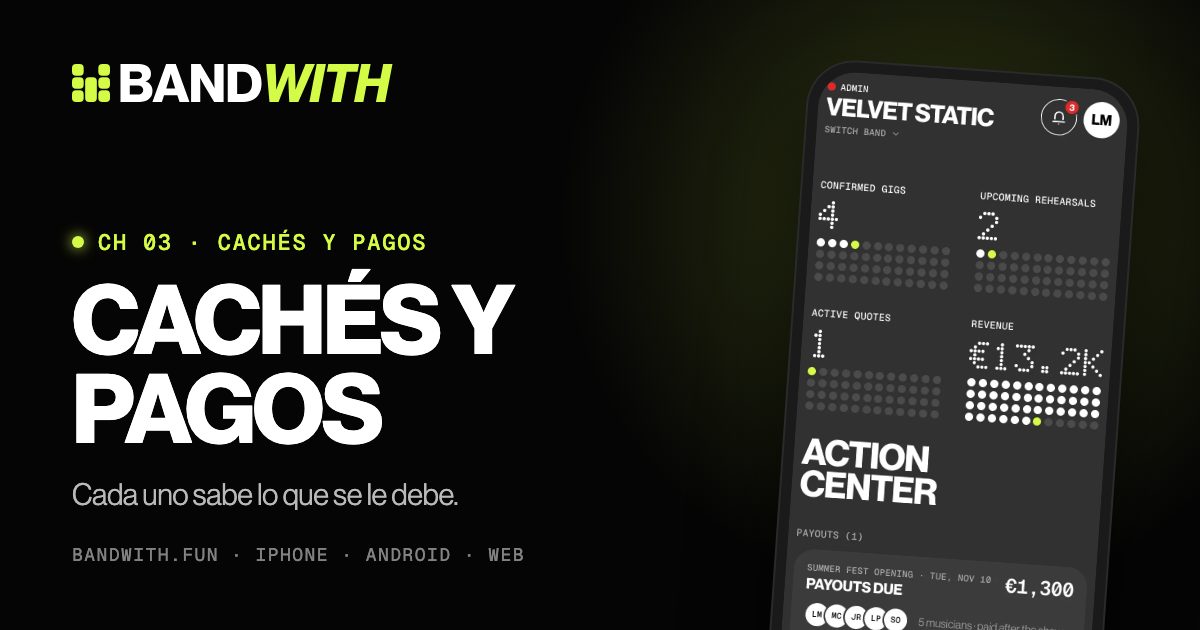 BANDWITH
CH 03 · CACHÉS Y PAGOS
CACHÉS Y
PAGOS
Cada uno sabe lo que se le debe.
BANDWITH.FUN · IPHONE · ANDROID · WEB
ADMIN
VELVET STATIC
SWITCH BAND
3
LM
CONFIRMED GIGS
4
UPCOMING REHEARSALS
2
ACTIVE QUOTES
1
REVENUE
€13.2K
ACTION
CENTER
PAYOUTS (1)
SUMMER FEST OPENING · TUE, NOV 10
PAYOUTS DUE
€1,300
LM MC JR LP SO
5 musicians · paid after the